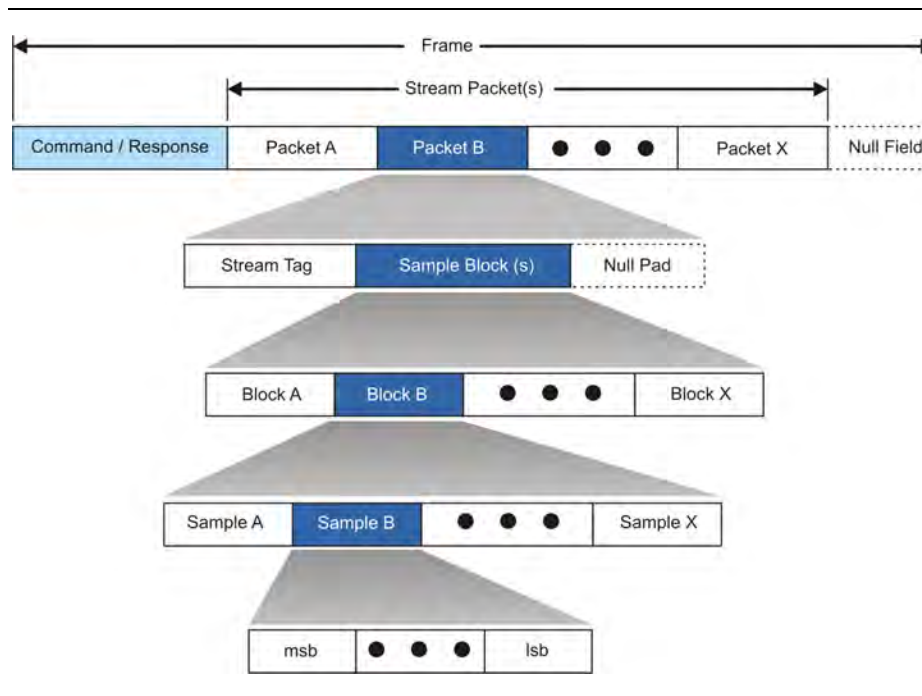 Frame
Stream Packet(s)
Command / Response Packet A Packet B Packet X Null Field
Stream Tag Sample Block (s) Null Pad
Block A Block B Block X
Sample A Sample B Sample X
msb lsb